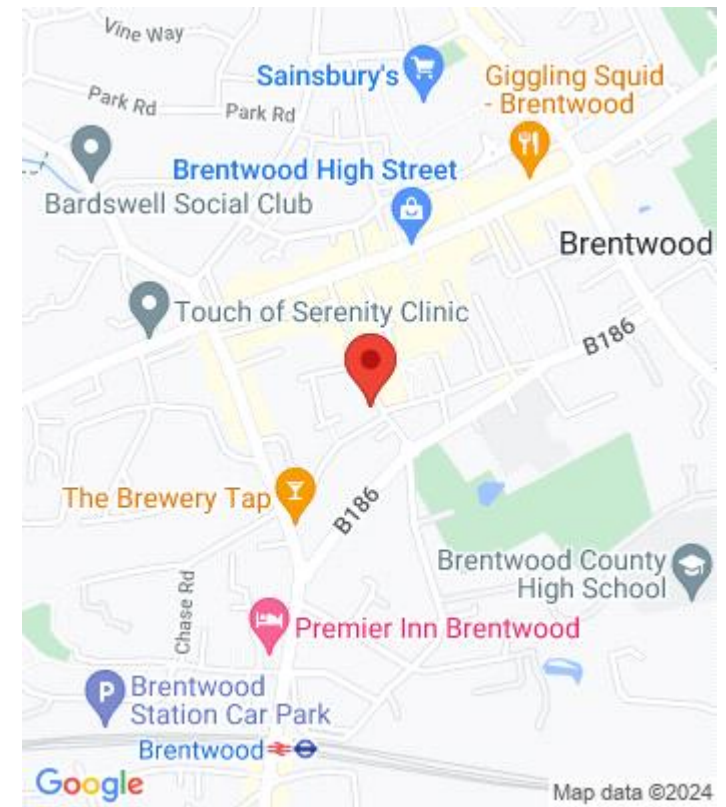 Vine Way
Sainsbury's
Giggling Squid
- Brentwood
Park Rd
Park Rd
Brentwood High Street
Bardswell Social Club
Brentwood
Touch of Serenity Clinic
B186
The Brewery Tap
B186
Brentwood County
High School
Chase Rd
Premier Inn Brentwood
P
Brentwood
Station Car Park
Brentwood
Google
Map data ©2024